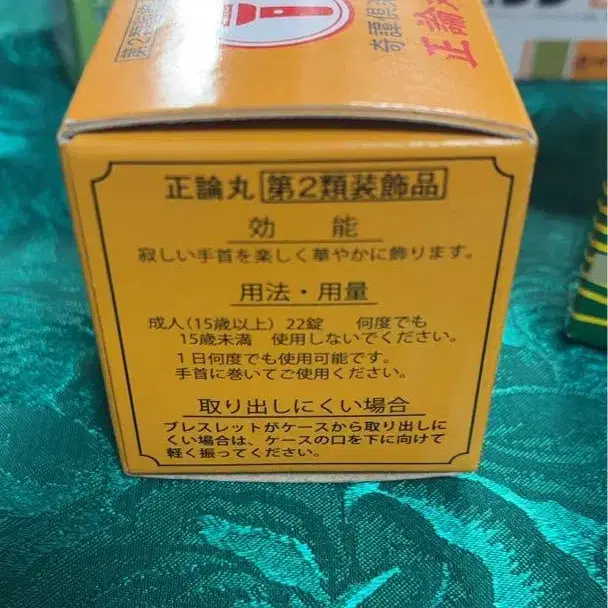 正論丸 第2類装飾品
効 能
寂しい手首を楽しく華やかに飾ります。
用法・用量
成人(15歳以上) 22錠 何度でも
15歳未満 使用しないでください。
1日何度でも使用可能です。
手首に巻いてご使用ください。
取り出しにくい場合
ブレスレットがケースから取り出しに
くい場合は、ケースの口を下に向けて
軽く振ってください。